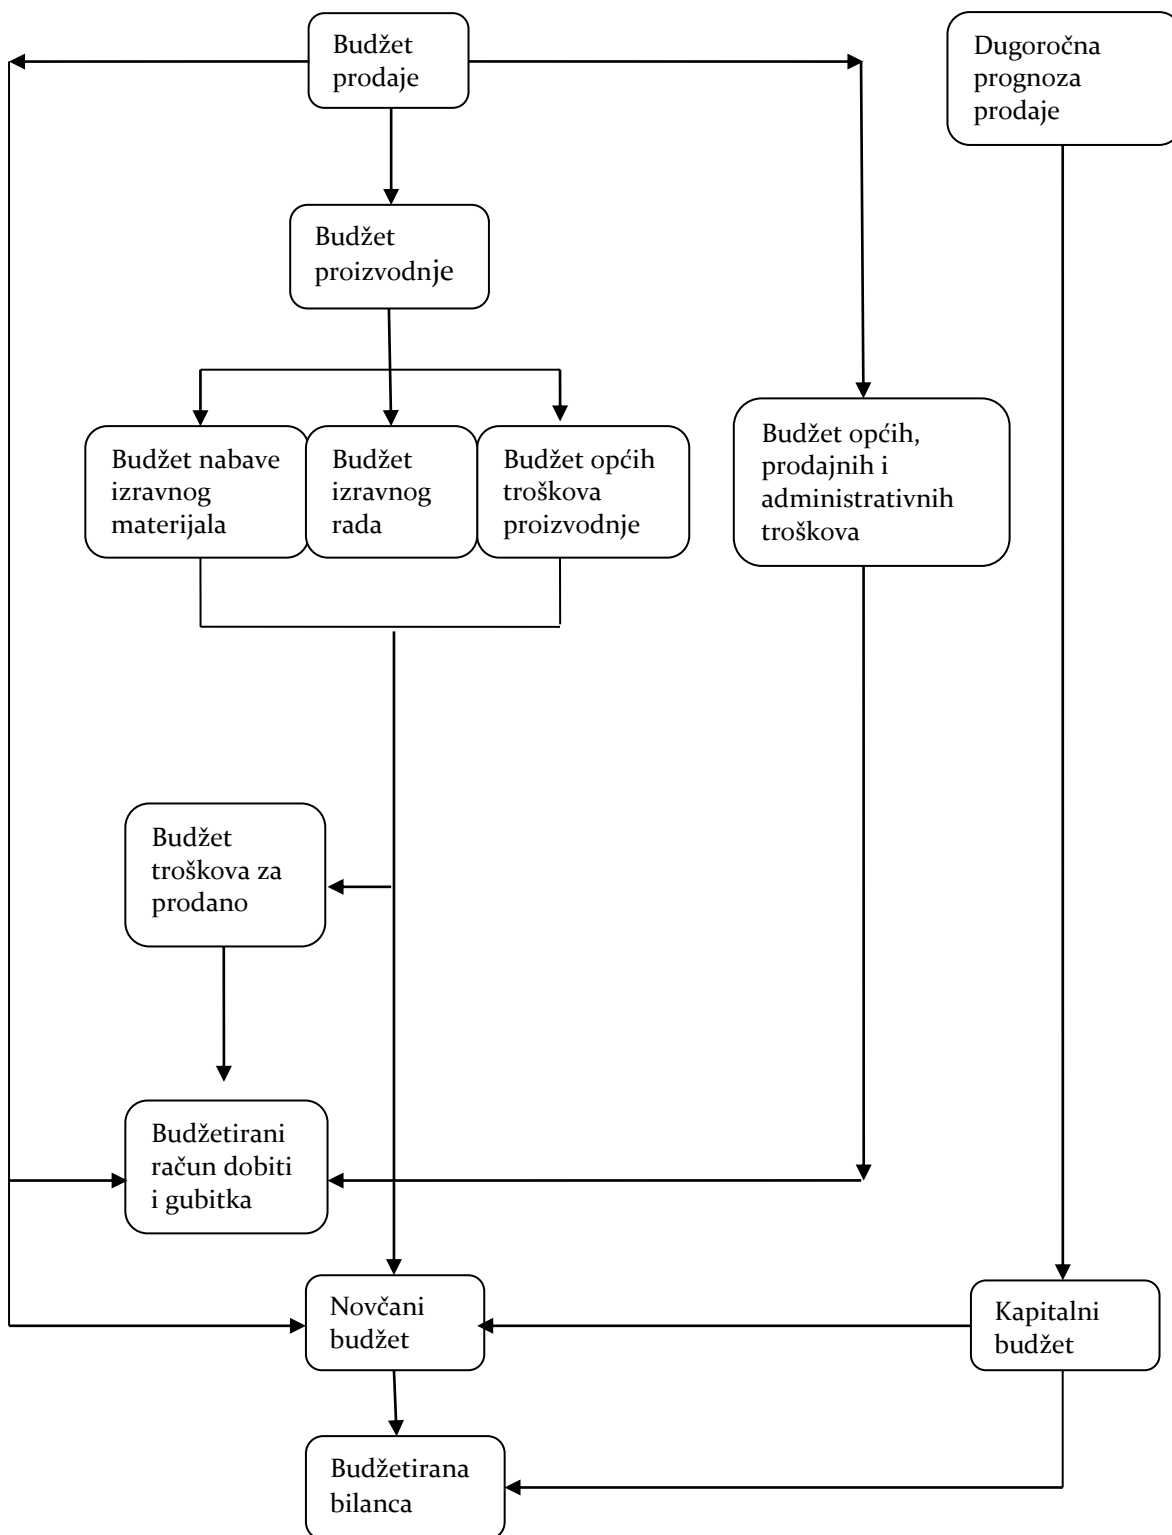 Budžet
prodaje
Dugoročna
prognoza
prodaje
Budžet
proizvodnje
Budžet nabave
izravnog
materijala
Budžet
izravnog
rada
Budžet općih
troškova
proizvodnje
Budžet općih,
prodajnih i
administrativnih
troškova
Budžet
troškova za
prodano
Budžetirani
račun dobiti
i gubitka
Novčani
budžet
Kapitalni
budžet
Budžetirana
bilanca